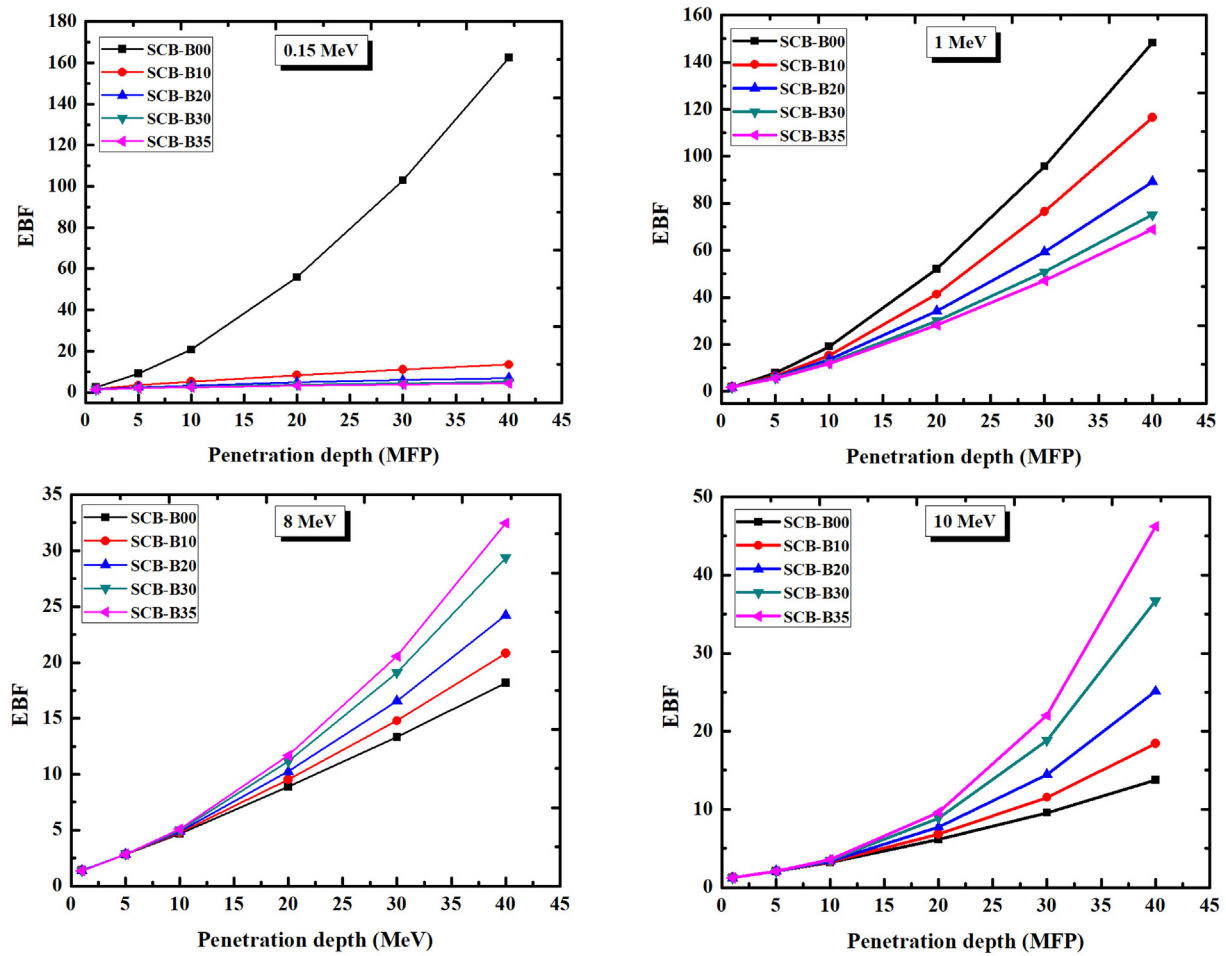 180
160
140
120
100
80
60
40
20
0
EBF
0.15 MeV
SCB-B00
SCB-B10
SCB-B20
SCB-B30
SCB-B35
0 5 10 15 20 25 30 35 40 45
Penetration depth (MFP)
160
140
120
100
80
60
40
20
0
EBF
1 MeV
SCB-B00
SCB-B10
SCB-B20
SCB-B30
SCB-B35
0 5 10 15 20 25 30 35 40 45
Penetration depth (MFP)
35
30
25
20
15
10
5
0
EBF
8 MeV
SCB-B00
SCB-B10
SCB-B20
SCB-B30
SCB-B35
0 5 10 15 20 25 30 35 40 45
Penetration depth (MeV)
50
40
30
20
10
0
EBF
10 MeV
SCB-B00
SCB-B10
SCB-B20
SCB-B30
SCB-B35
0 5 10 15 20 25 30 35 40 45
Penetration depth (MFP)